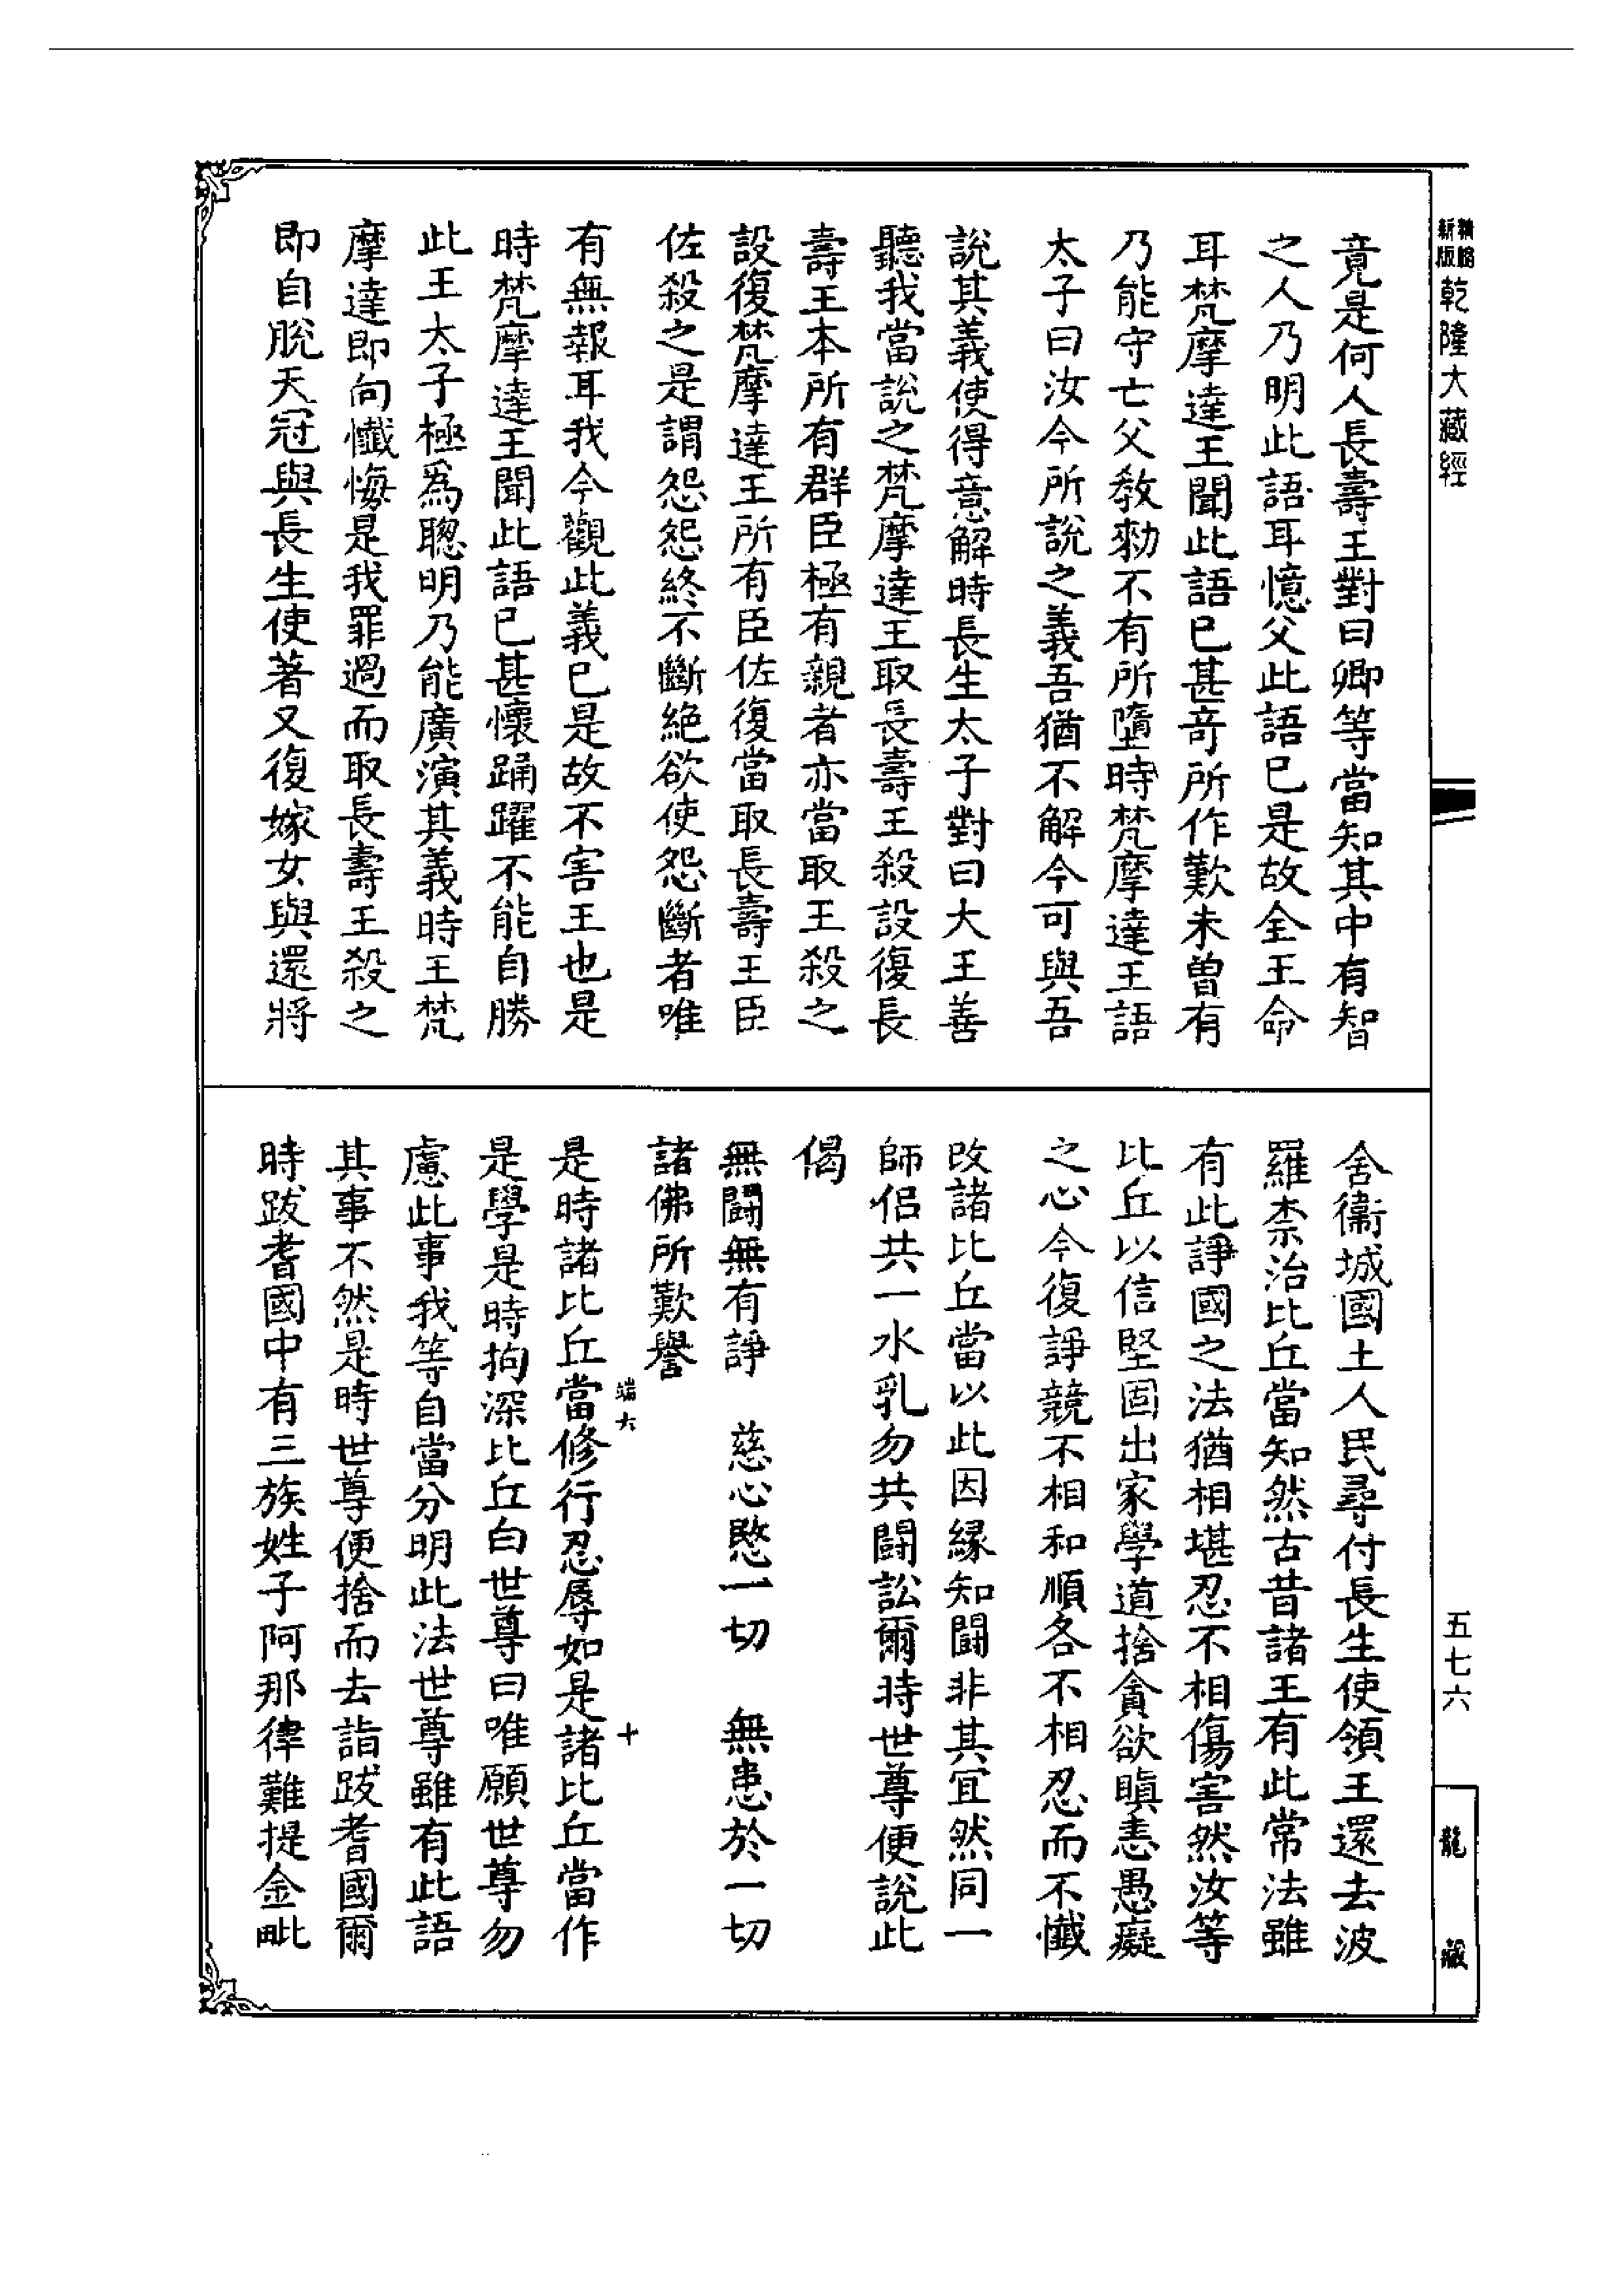 新版
精縮
乾隆大藏經
竟是何人長壽王對曰卿等當知其中有智
之人乃明此語耳憶父此語已是故全王命
耳梵摩達王聞此語已甚奇所作歎未曾有
乃能守亡父教勑不有所墮時梵摩達王語
太子曰汝今所說之義吾猶不解今可與吾
說其義使得意解時長生太子對曰大王善
聽我當說之梵摩達王取長壽王殺設復長
壽王本所有群臣極有親者亦當取王殺之
設復梵摩達王所有臣佐復當取長壽王臣
佐殺之是謂怨怨終不斷絕欲使怨斷者唯
有無報耳我今觀此義已是故不害王也是
時梵摩達王聞此語已甚懷踊躍不能自勝
此王太子極爲聰明乃能廣演其義時王梵
摩達即向懺悔是我罪過而取長壽王殺之
即自脫天冠與長生使著又復嫁女與還將
舍衞城國土人民尋付長生使領王還去波
羅柰治比丘當知然古昔諸王有此常法雖
有此諍國之法猶相堪忍不相傷害然汝等
比丘以信堅固出家學道捨貪欲瞋恚愚癡
之心今復諍競不相和順各不相忍而不懺
改諸比丘當以此因緣知鬪非其宜然同一
師侶共一水乳勿共鬪訟爾時世尊便說此
偈
無鬪無有諍　慈心愍一切　無患於一切
諸佛所歎譽
端六　十
是時諸比丘當修行忍辱如是諸比丘當作
是學是時拘深比丘白世尊曰唯願世尊勿
慮此事我等自當分明此法世尊雖有此語
其事不然是時世尊便捨而去詣跋耆國爾
時跋耆國中有三族姓子阿那律難提金毗
五七六
龍藏